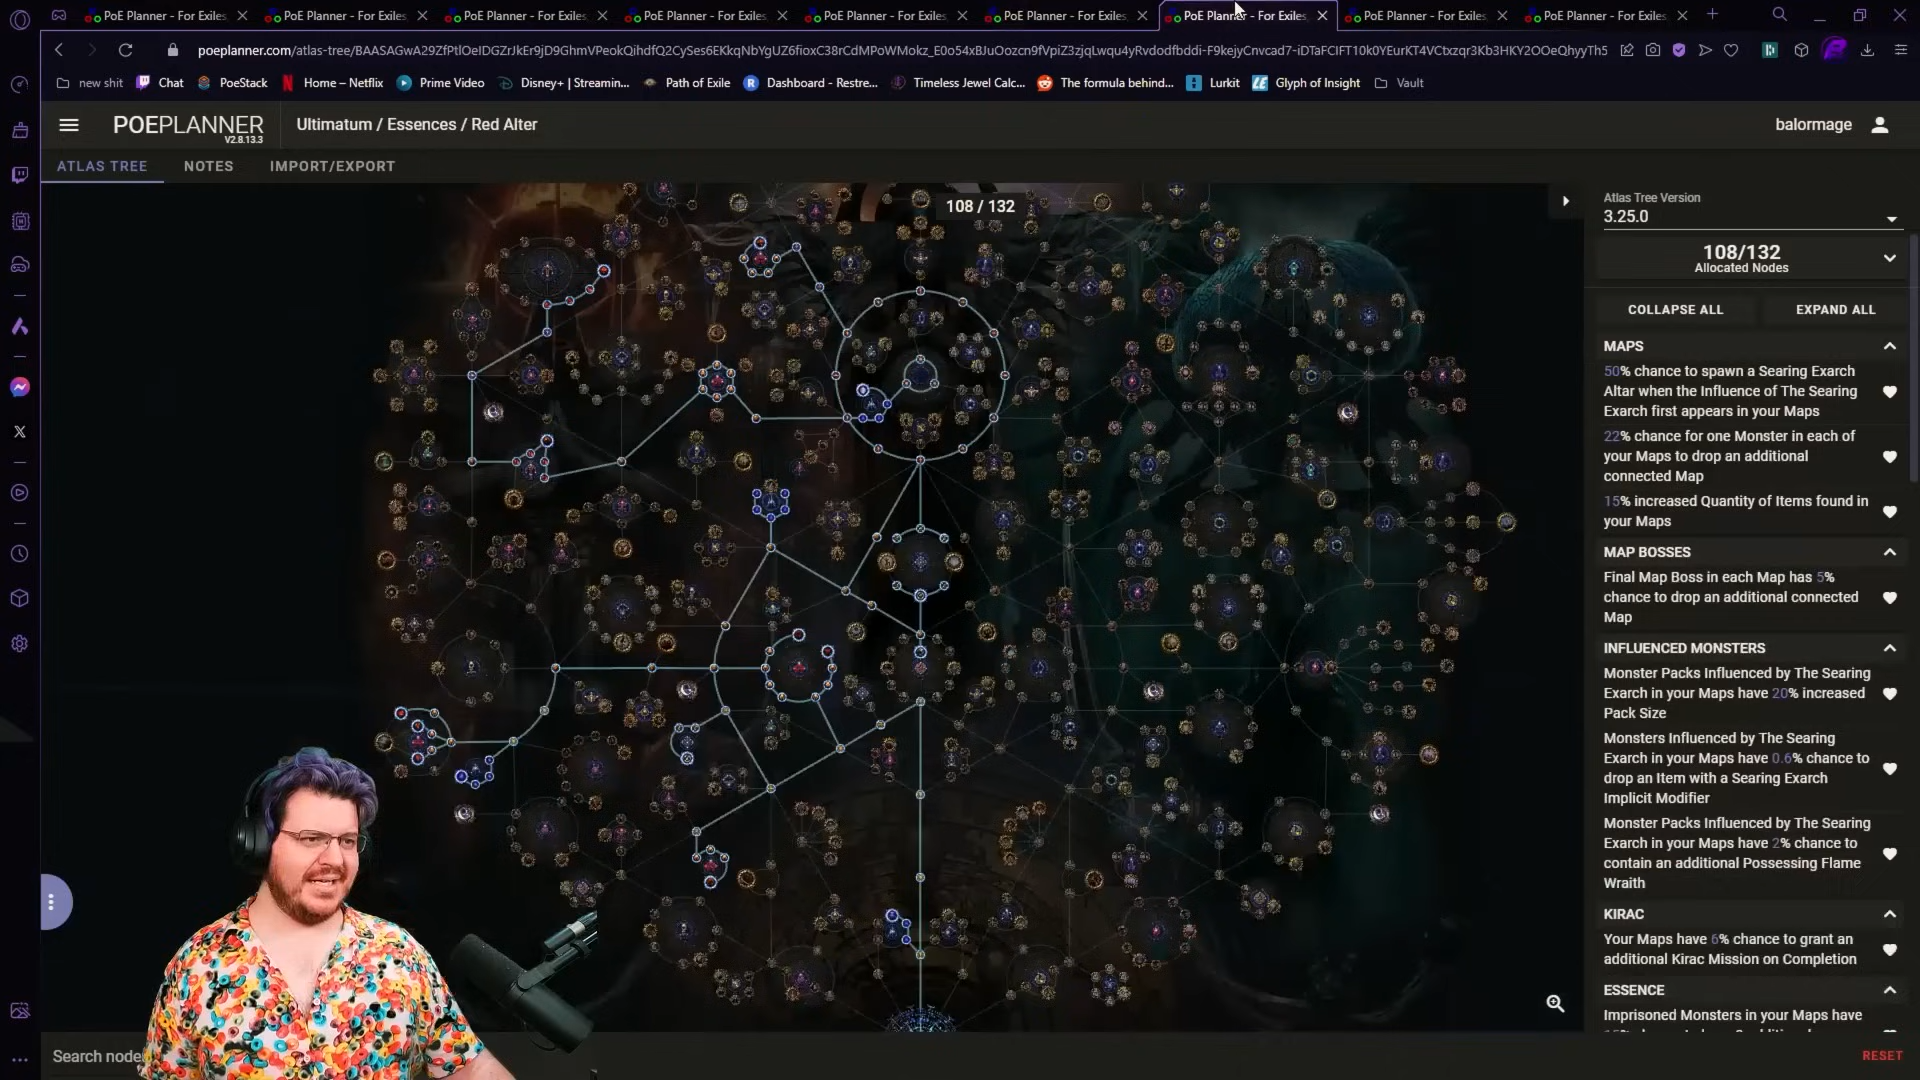 PoE Planner - For Exiles,
PoE Planner - For Exiles,
PoE Planner - For Exiles,
PoE Planner - For Exiles,
PoE Planner - For Exiles,
PoE Planner - For Exiles,
PoE Planner - For Exiles,
PoE Planner - For Exiles,
PoE Planner - For Exiles,
new shit
Chat
PoeStack
Home – Netflix
Prime Video
Disney+ | Streamin...
Path of Exile
Dashboard - Restre...
Timeless Jewel Calc...
The formula behind...
Lurkit
Glyph of Insight
Vault
POEPLANNER
V2.8.13.3
Ultimatum / Essences / Red Alter
balormage
ATLAS TREE
NOTES
IMPORT/EXPORT
108 / 132
Atlas Tree Version
3.25.0
108/132
Allocated Nodes
COLLAPSE ALL
EXPAND ALL
MAPS
50% chance to spawn a Searing Exarch
Altar when the Influence of The Searing
Exarch first appears in your Maps
22% chance for one Monster in each of
your Maps to drop an additional
connected Map
15% increased Quantity of Items found in
your Maps
MAP BOSSES
Final Map Boss in each Map has 5%
chance to drop an additional connected
Map
INFLUENCED MONSTERS
Monster Packs Influenced by The Searing
Exarch in your Maps have 20% increased
Pack Size
Monsters Influenced by The Searing
Exarch in your Maps have 0.6% chance to
drop an Item with a Searing Exarch
Implicit Modifier
Monster Packs Influenced by The Searing
Exarch in your Maps have 2% chance to
contain an additional Possessing Flame
Wraith
KIRAC
Your Maps have 6% chance to grant an
additional Kirac Mission on Completion
ESSENCE
Imprisoned Monsters in your Maps have
Search node
RESET